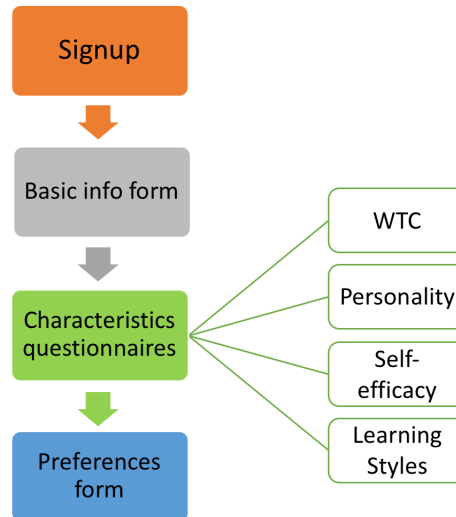 Signup
Basic info form
Characteristics
questionnaires
Preferences
form
WTC
Personality
Self-
efficacy
Learning
Styles